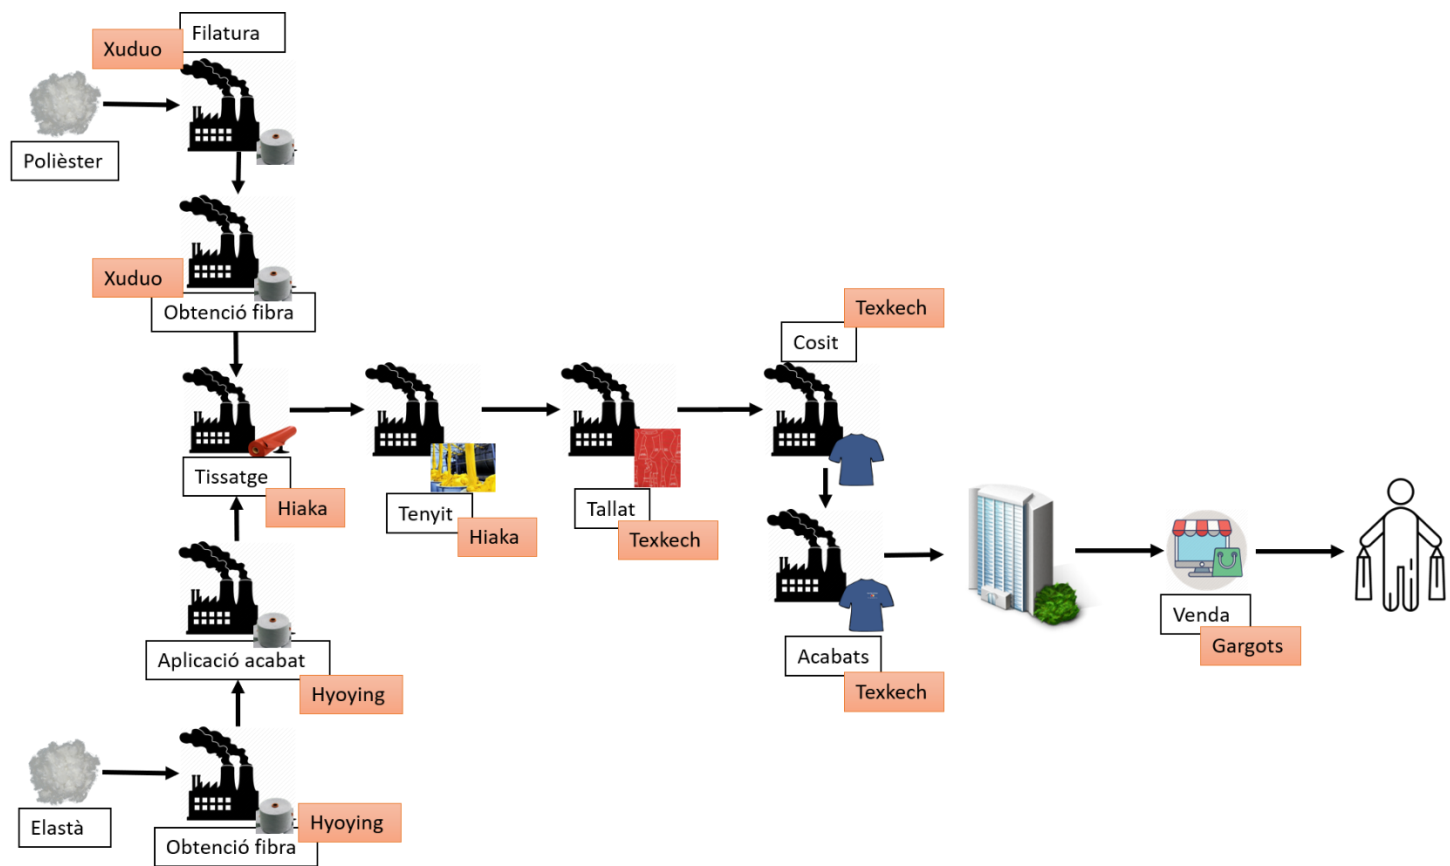 Filatura
Xuduo
Polièster
Xuduo
Obtenció fibra
Texkech
Cosit
Tissatge
Hiaka
Tenyit
Hiaka
Tallat
Texkech
Venda
Gargots
Aplicació acabat
Hyoying
Acabats
Texkech
Elastà
Hyoying
Obtenció fibra